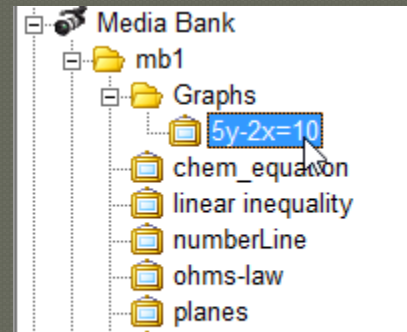 Media Bank
mb1
Graphs
5y-2x=10
chem_equation
linear inequality
numberLine
ohms-law
planes